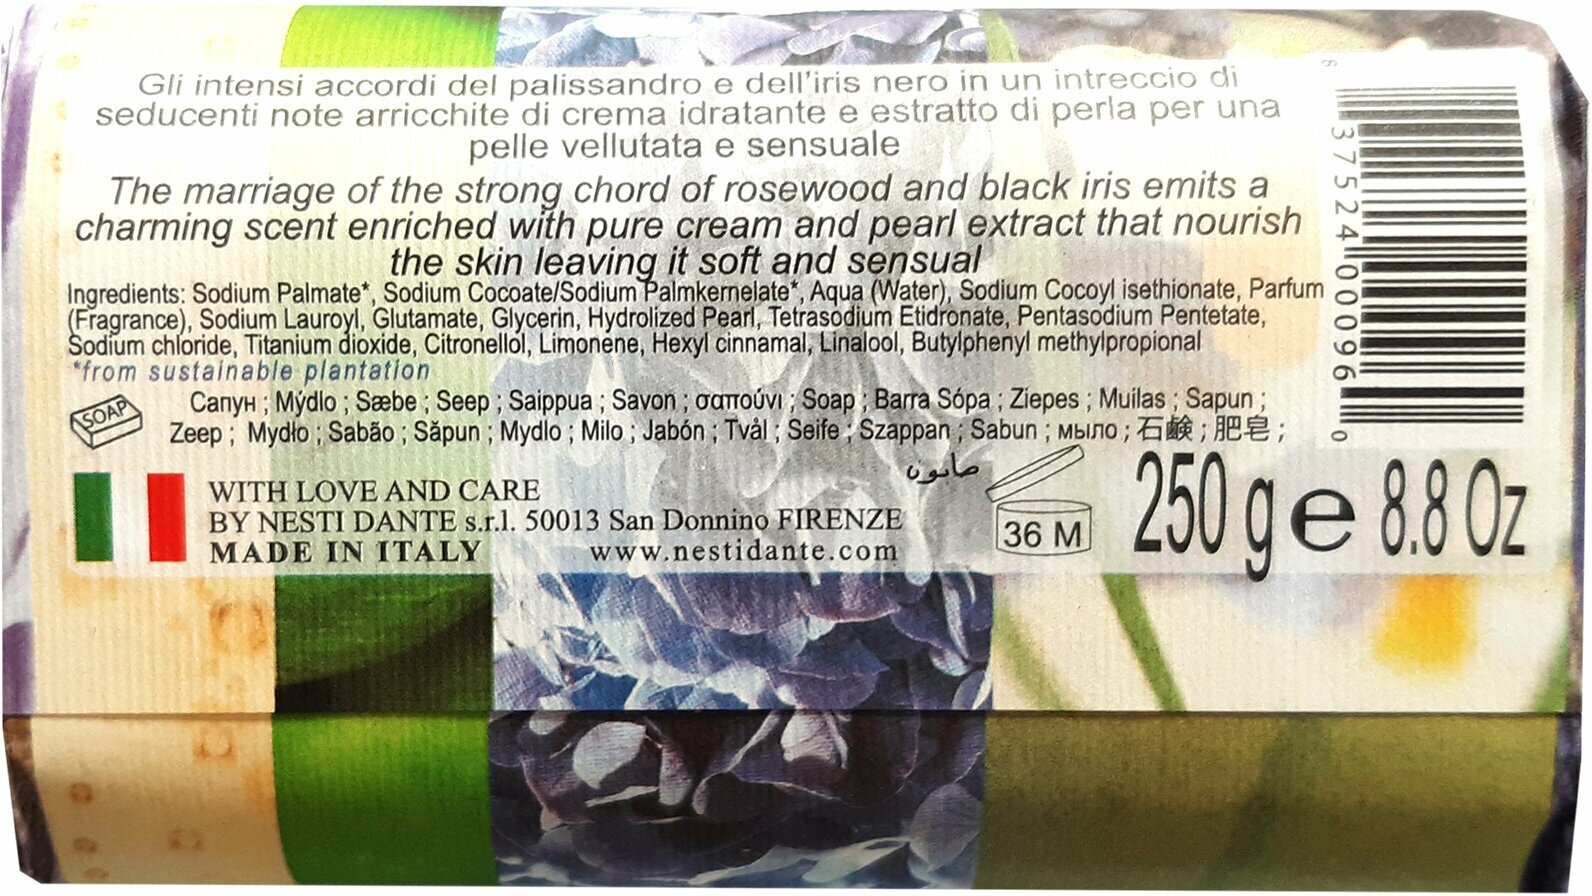 Gli intensi accordi del palissandro e dell'iris nero in un intreccio di
seducenti note arricchite di crema idratante e estratto di perla per una
pelle vellutata e sensuale
The marriage of the strong chord of rosewood and black iris emits a
charming scent enriched with pure cream and pearl extract that nourish
the skin leaving it soft and sensual
Ingredients: Sodium Palmate*, Sodium Cocoate/Sodium Palmkernelate*, Aqua (Water), Sodium Cocoyl isethionate, Parfum
(Fragrance), Sodium Lauroyl, Glutamate, Glycerin, Hydrolized Pearl, Tetrasodium Etidronate, Pentasodium Pentetate,
Sodium chloride, Titanium dioxide, Citronellol, Limonene, Hexyl cinnamal, Linalool, Butylphenyl methylpropional
*from sustainable plantation
SOAP
Сапун ; Mýdlo ; Sæbe ; Seep ; Saippua ; Savon ; σαπούνι ; Soap ; Barra Sópa ; Ziepes ; Muilas ; Sapun ;
Zeep ; Mydło ; Sabão ; Săpun ; Mydlo ; Milo ; Jabón ; Tvål ; Seife ; Szappan ; Sabun ; мыло ; 石鹸 ; 肥皂 ;
صابون
WITH LOVE AND CARE
BY NESTI DANTE s.r.l. 50013 San Donnino FIRENZE
MADE IN ITALY www.nestidante.com
36 M
250 g e 8.8 Oz
8 375240 00960